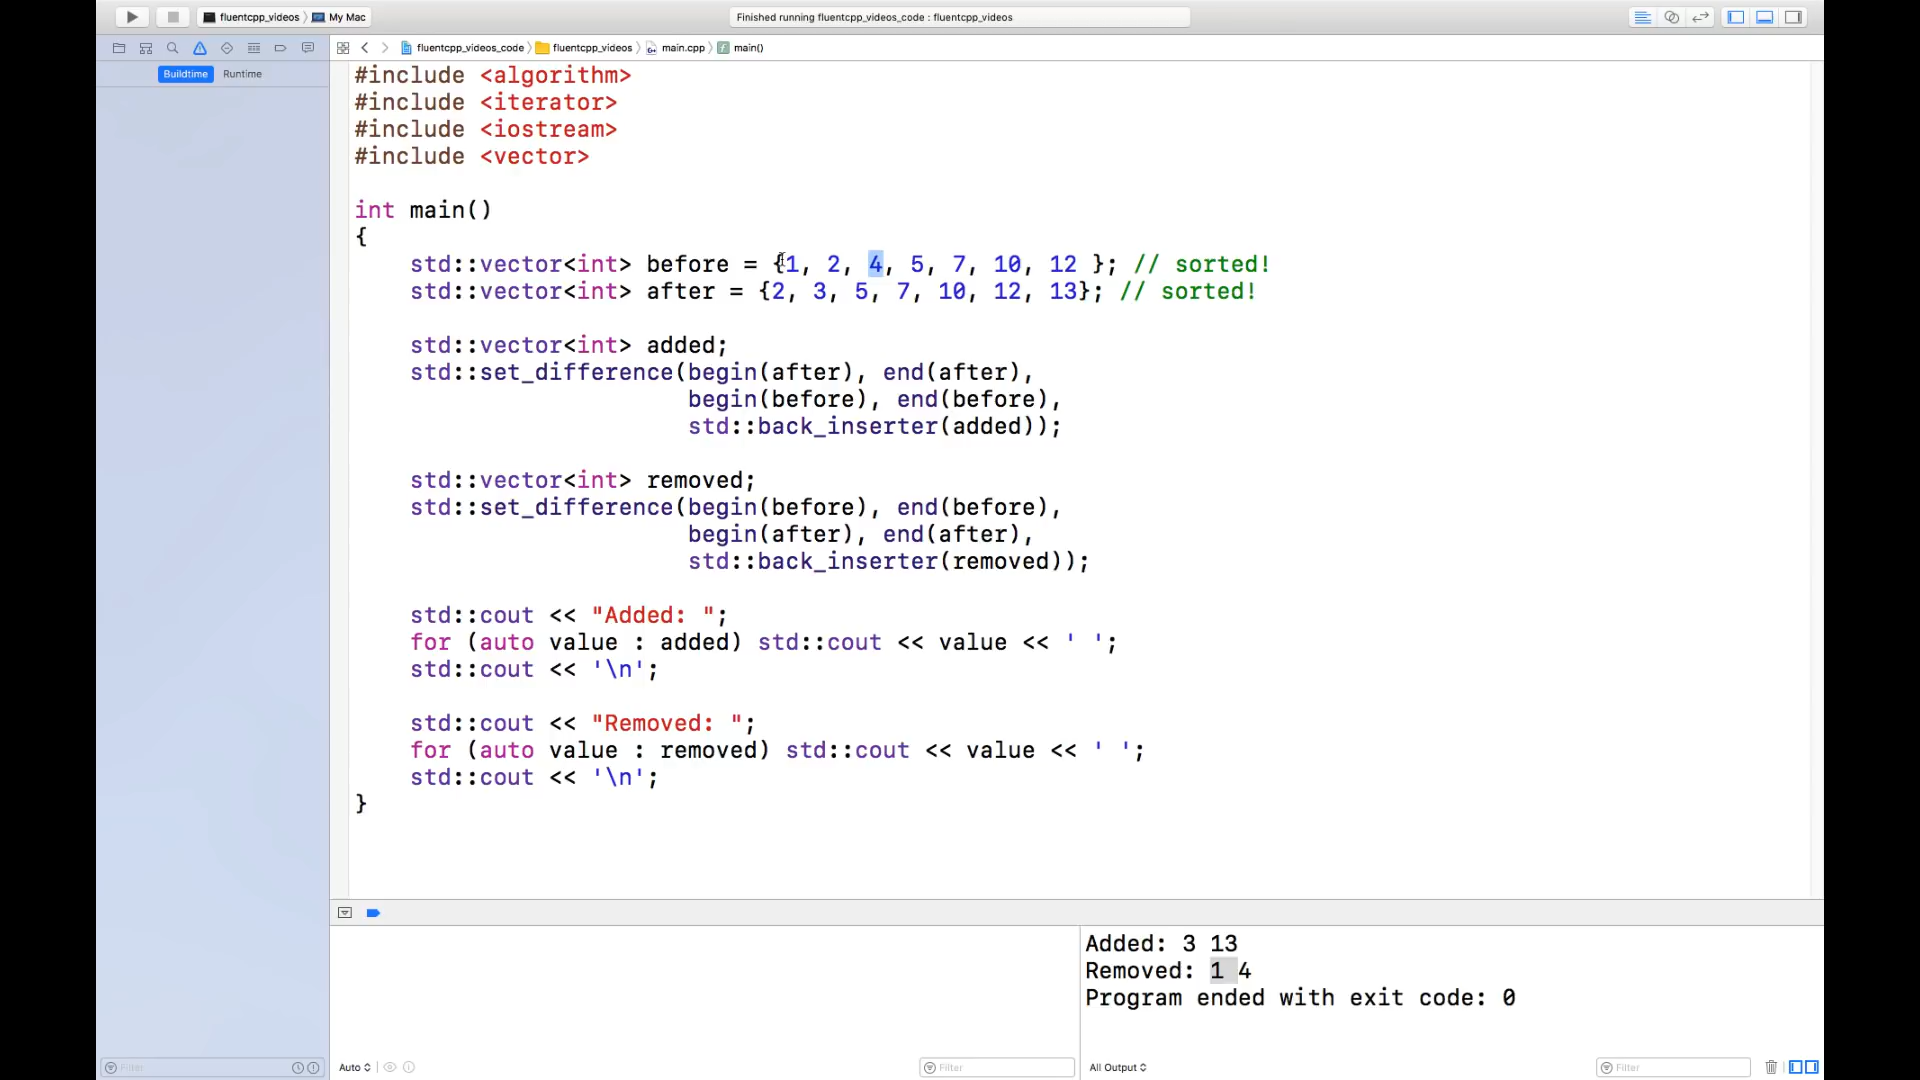 fluentcpp_videos My Mac
Finished running fluentcpp_videos_code : fluentcpp_videos
fluentcpp_videos_code fluentcpp_videos main.cpp main()
Buildtime Runtime
#include <algorithm>
#include <iterator>
#include <iostream>
#include <vector>
int main()
{
std::vector<int> before = {1, 2, 4, 5, 7, 10, 12 }; // sorted!
std::vector<int> after = {2, 3, 5, 7, 10, 12, 13}; // sorted!
std::vector<int> added;
std::set_difference(begin(after), end(after),
begin(before), end(before),
std::back_inserter(added));
std::vector<int> removed;
std::set_difference(begin(before), end(before),
begin(after), end(after),
std::back_inserter(removed));
std::cout << "Added: ";
for (auto value : added) std::cout << value << ' ';
std::cout << '\n';
std::cout << "Removed: ";
for (auto value : removed) std::cout << value << ' ';
std::cout << '\n';
}
Added: 3 13
Removed: 1 4
Program ended with exit code: 0
Filter Auto Filter All Output Filter